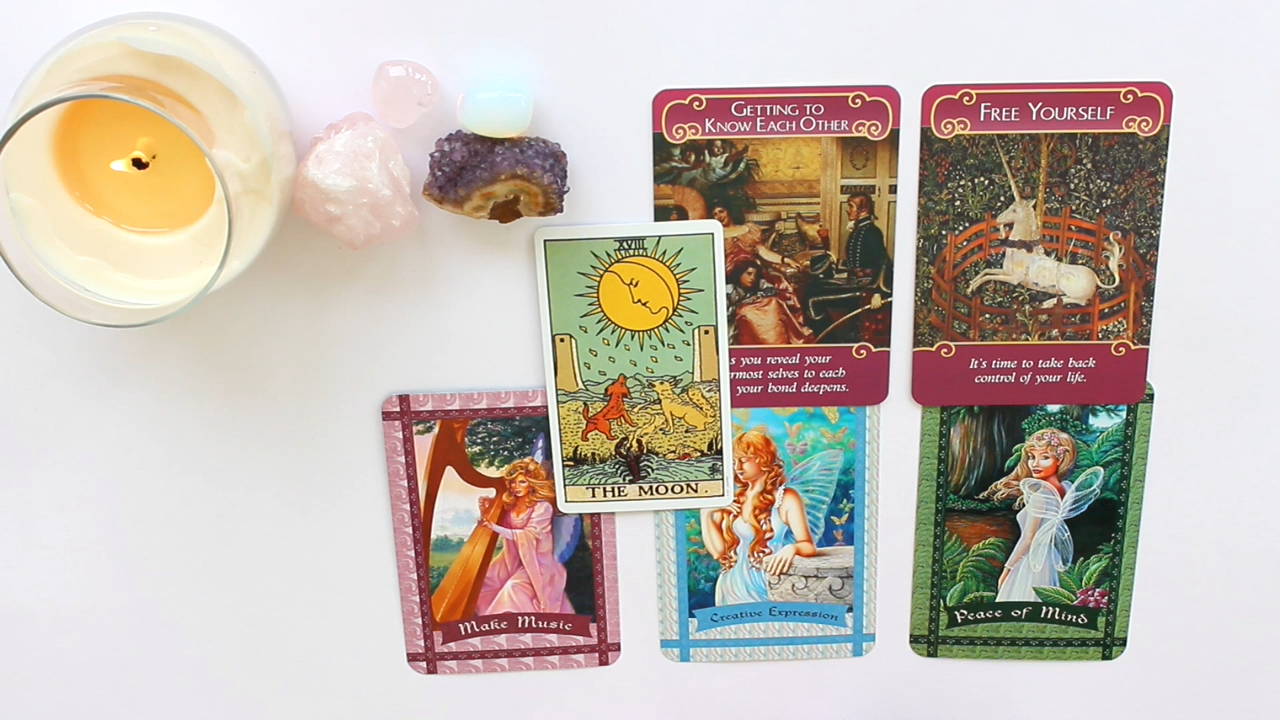 GETTING TO
KNOW EACH OTHER
s you reveal your
rmost selves to each
your bond deepens.
FREE YOURSELF
It's time to take back
control of your life.
XVIII
THE MOON.
Make Music
Creative Expression
Peace of Mind